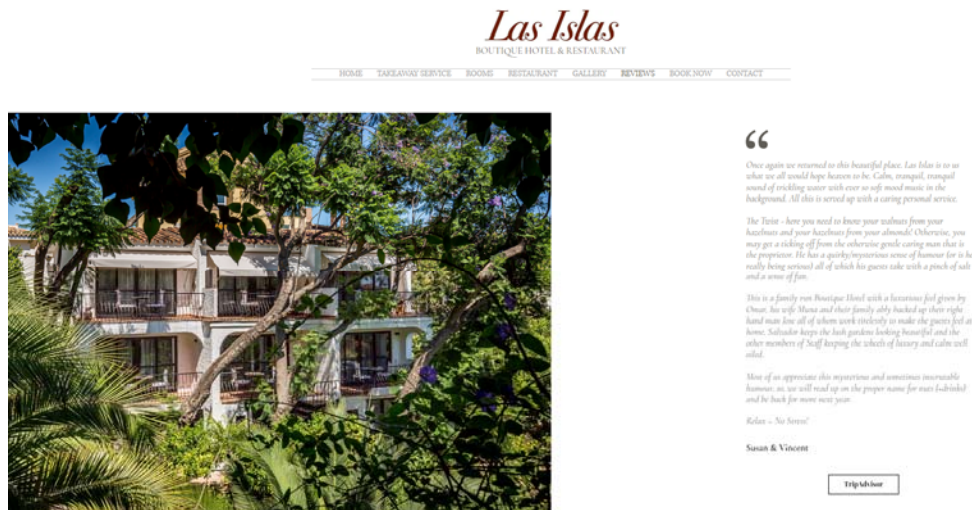 Las Islas
BOUTIQUE HOTEL & RESTAURANT
HOME TAKEAWAY SERVICE ROOMS RESTAURANT GALLERY REVIEWS BOOK NOW CONTACT
“
Once again we returned to this beautiful place. Las Islas is to us
what we all would hope heaven to be. Calm, tranquil, tranquil
sound of trickling water with ever so soft mood music in the
background. All this is served up with a caring personal service.
The Twist - here you need to know your walnuts from your
hazelnuts and your hazelnuts from your almonds! Otherwise, you
may get a ticking off from the otherwise gentle caring man that is
the proprietor. He has a quirky/mysterious sense of humour (or is he
really being serious) all of which his guests take with a pinch of salt
and a sense of fun.
This is a family run Boutique Hotel with a luxurious feel given by
Omar, his wife Muna and their family ably backed up their right
hand man Jose all of whom work tirelessly to make the guests feel at
home. Salvador keeps the lush gardens looking beautiful and the
other members of Staff keeping the wheels of luxury and calm well
oiled.
Most of us appreciate this mysterious and sometimes inscrutable
humour, so, we will read up on the proper name for nuts (+drinks)
and be back for more next year
Relax – No Stress!
Susan & Vincent
TripAdvisor